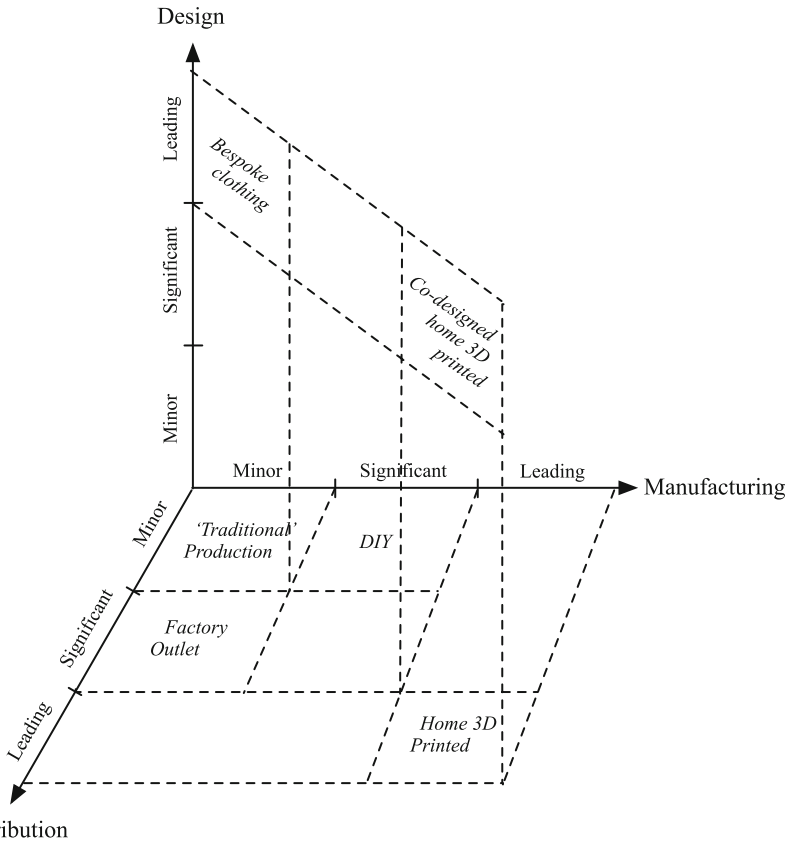 Design
Leading
Bespoke
clothing
Significant
Co-designed
home 3D
printed
Minor
Minor Significant Leading
Manufacturing
Minor
'Traditional'
Production
DIY
Significant
Factory
Outlet
Leading
Home 3D
Printed
ribution